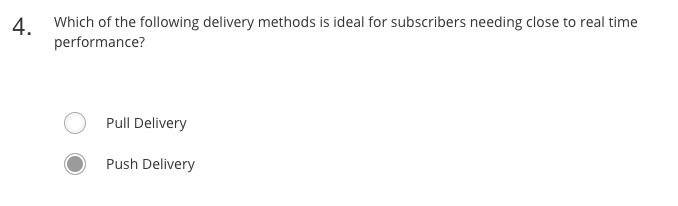 4. Which of the following delivery methods is ideal for subscribers needing close to real time
performance?
Pull Delivery
Push Delivery